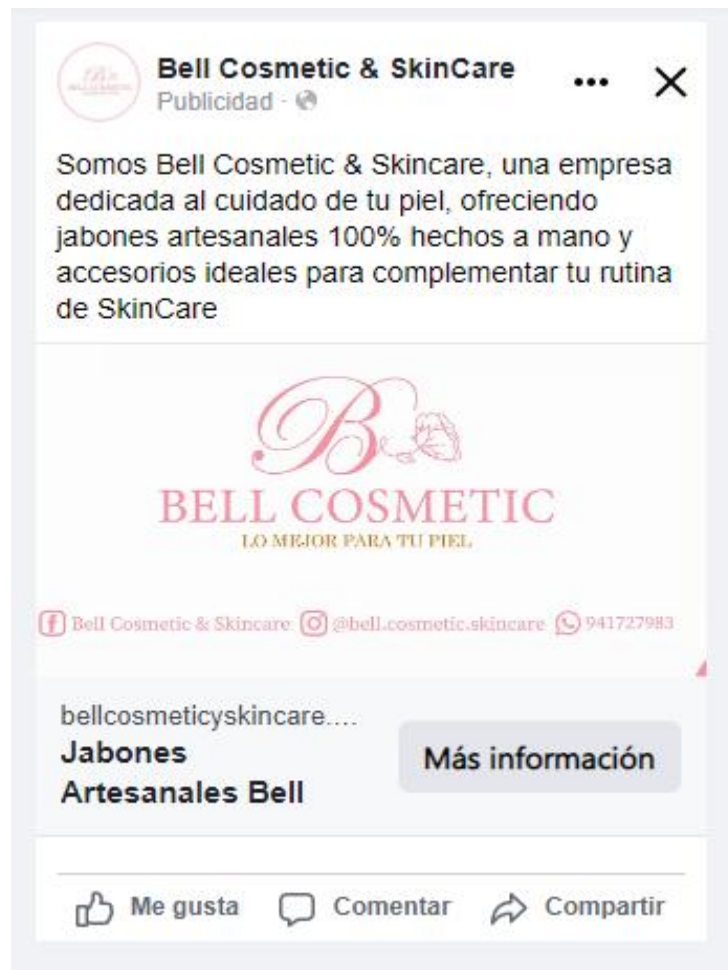 Bell Cosmetic & SkinCare
Publicidad ·
Somos Bell Cosmetic & Skincare, una empresa
dedicada al cuidado de tu piel, ofreciendo
jabones artesanales 100% hechos a mano y
accesorios ideales para complementar tu rutina
de SkinCare
B
BELL COSMETIC
LO MEJOR PARA TU PIEL
Bell Cosmetic & Skincare @bell.cosmetic.skincare 941727983
bellcosmeticyskincare....
Jabones
Artesanales Bell
Más información
Me gusta Comentar Compartir